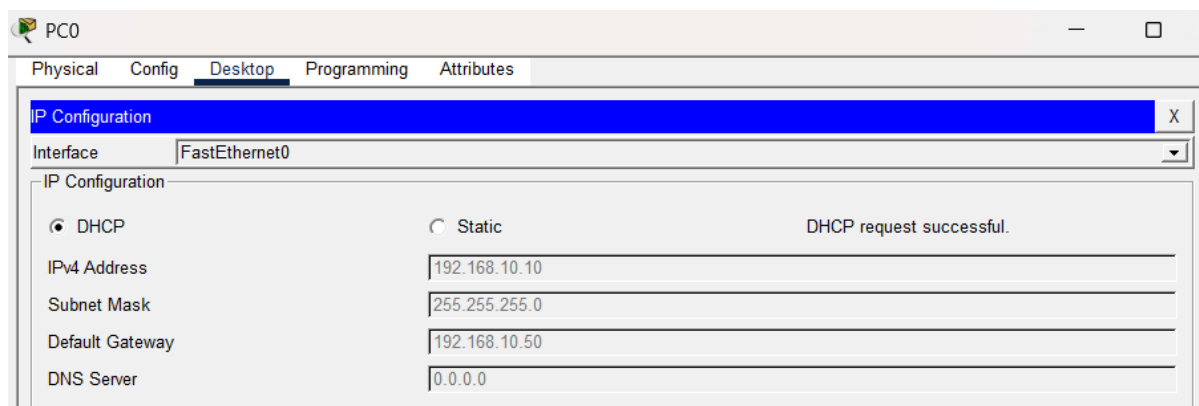 PC0
Physical Config Desktop Programming Attributes
IP Configuration X
Interface FastEthernet0
IP Configuration
DHCP Static DHCP request successful.
IPv4 Address 192.168.10.10
Subnet Mask 255.255.255.0
Default Gateway 192.168.10.50
DNS Server 0.0.0.0